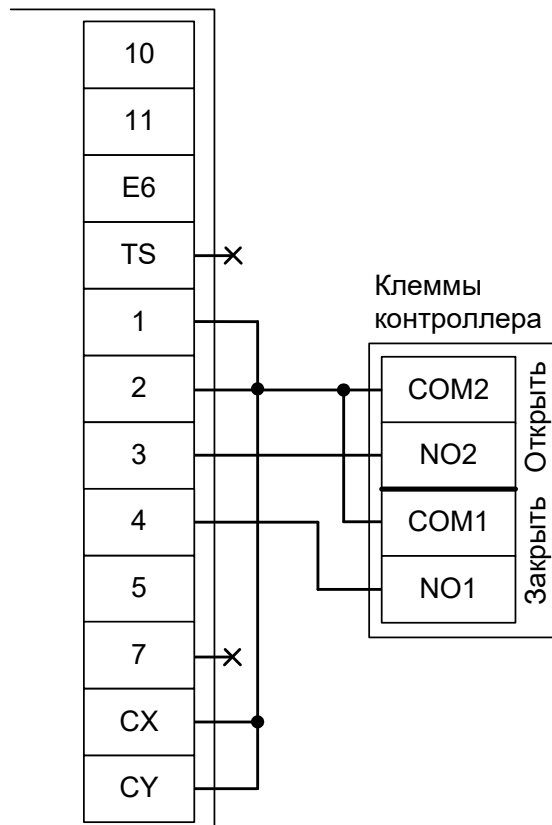 10
11
E6
TS
1
2
3
4
5
7
CX
CY
Клеммы
контроллера
COM2
NO2
COM1
NO1
Открыть
Закрыть